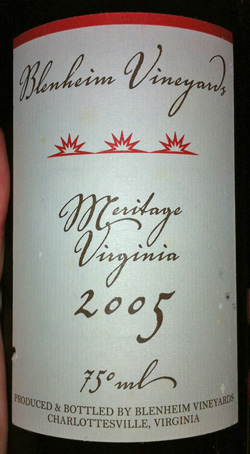 Blenheim Vineyards
Meritage
Virginia
2005
750 ml
PRODUCED & BOTTLED BY BLENHEIM VINEYARDS
CHARLOTTESVILLE, VIRGINIA